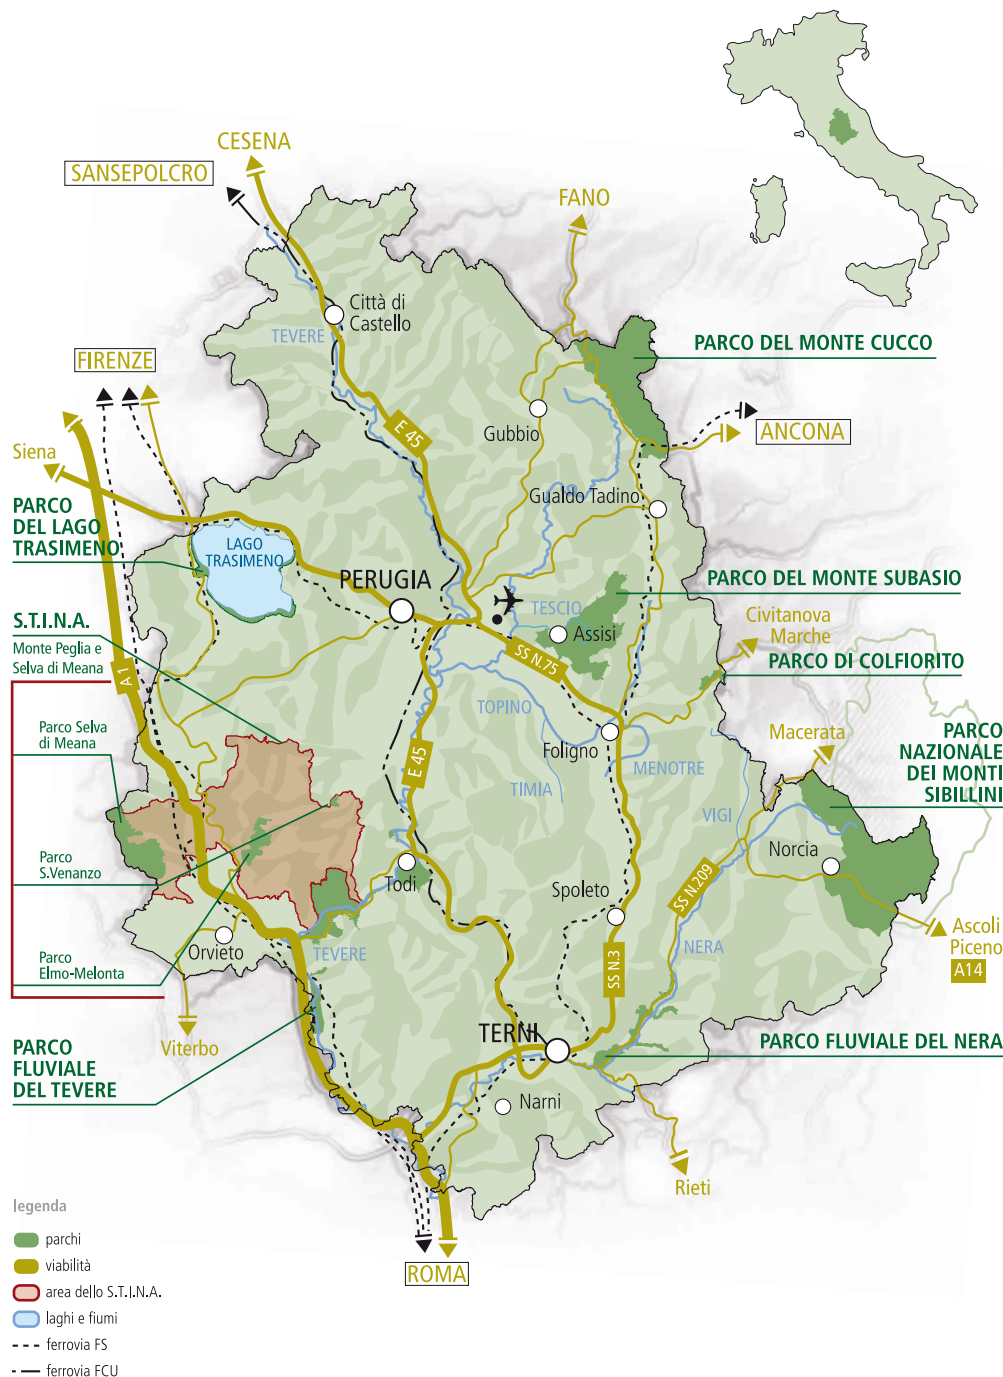 CESENA
SANSEPOLCRO
FANO
Città di
Castello
TEVERE
PARCO DEL MONTE CUCCO
FIRENZE
E 45
Gubbio
ANCONA
Siena
Gualdo Tadino
PARCO
DEL LAGO
TRASIMENO
LAGO
TRASIMENO
PERUGIA
PARCO DEL MONTE SUBASIO
TESCIO
Assisi
Civitanova
Marche
S.T.I.N.A.
Monte Peglia e
Selva di Meana
A 1
SS N.75
PARCO DI COLFIORITO
TOPINO
Parco Selva
di Meana
Foligno
Macerata
PARCO
NAZIONALE
DEI MONTI
SIBILLINI
E 45
MENOTRE
TIMIA
VIGI
Parco
S.Venanzo
Todi
Norcia
Spoleto
SS N.209
Orvieto
TEVERE
NERA
Ascoli
Piceno
A14
Parco
Elmo-Melonta
SS N.3
TERNI
PARCO FLUVIALE DEL NERA
Viterbo
PARCO
FLUVIALE
DEL TEVERE
Narni
Rieti
ROMA
legenda
parchi
viabilità
area dello S.T.I.N.A.
laghi e fiumi
ferrovia FS
ferrovia FCU